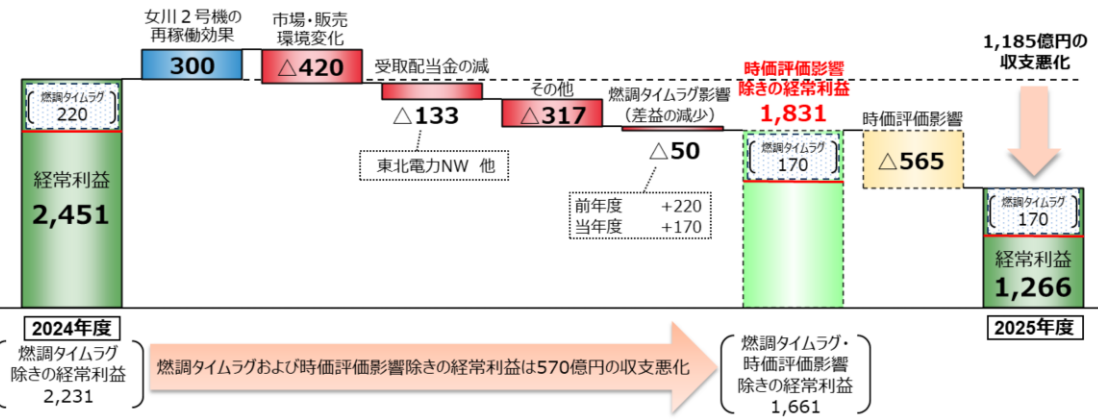 女川２号機の
再稼働効果
300
市場・販売
環境変化
△420
受取配当金の減
△133
東北電力NW 他
その他
△317
燃調タイムラグ影響
（差益の減少）
△50
前年度 +220
当年度 +170
時価評価影響
除きの経常利益
1,831
燃調タイムラグ
170
時価評価影響
△565
1,185億円の
収支悪化
燃調タイムラグ
220
経常利益
2,451
燃調タイムラグ
170
経常利益
1,266
2024年度
2025年度
燃調タイムラグ
除きの経常利益
2,231
燃調タイムラグおよび時価評価影響除きの経常利益は570億円の収支悪化
燃調タイムラグ・
時価評価影響
除きの経常利益
1,661